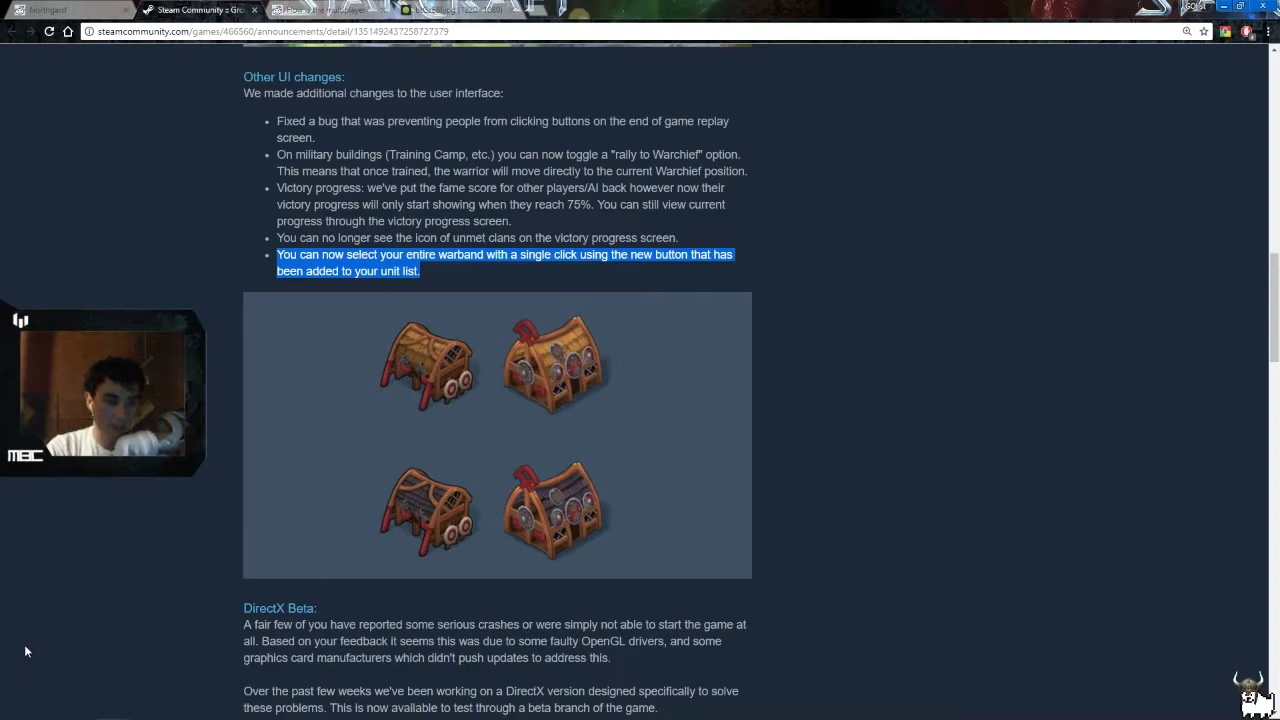 Northgard
Steam Community :: Gro
How is the multiplayer
(1920×1080)
steamcommunity.com/games/466560/announcements/detail/1351492437258727379
Other UI changes:
We made additional changes to the user interface:
Fixed a bug that was preventing people from clicking buttons on the end of game replay
screen.
On military buildings (Training Camp, etc.) you can now toggle a "rally to Warchief" option.
This means that once trained, the warrior will move directly to the current Warchief position.
Victory progress: we've put the fame score for other players/AI back however now their
victory progress will only start showing when they reach 75%. You can still view current
progress through the victory progress screen.
You can no longer see the icon of unmet clans on the victory progress screen.
You can now select your entire warband with a single click using the new button that has
been added to your unit list.
MBC
DirectX Beta:
A fair few of you have reported some serious crashes or were simply not able to start the game at
all. Based on your feedback it seems this was due to some faulty OpenGL drivers, and some
graphics card manufacturers which didn't push updates to address this.
Over the past few weeks we've been working on a DirectX version designed specifically to solve
these problems. This is now available to test through a beta branch of the game.